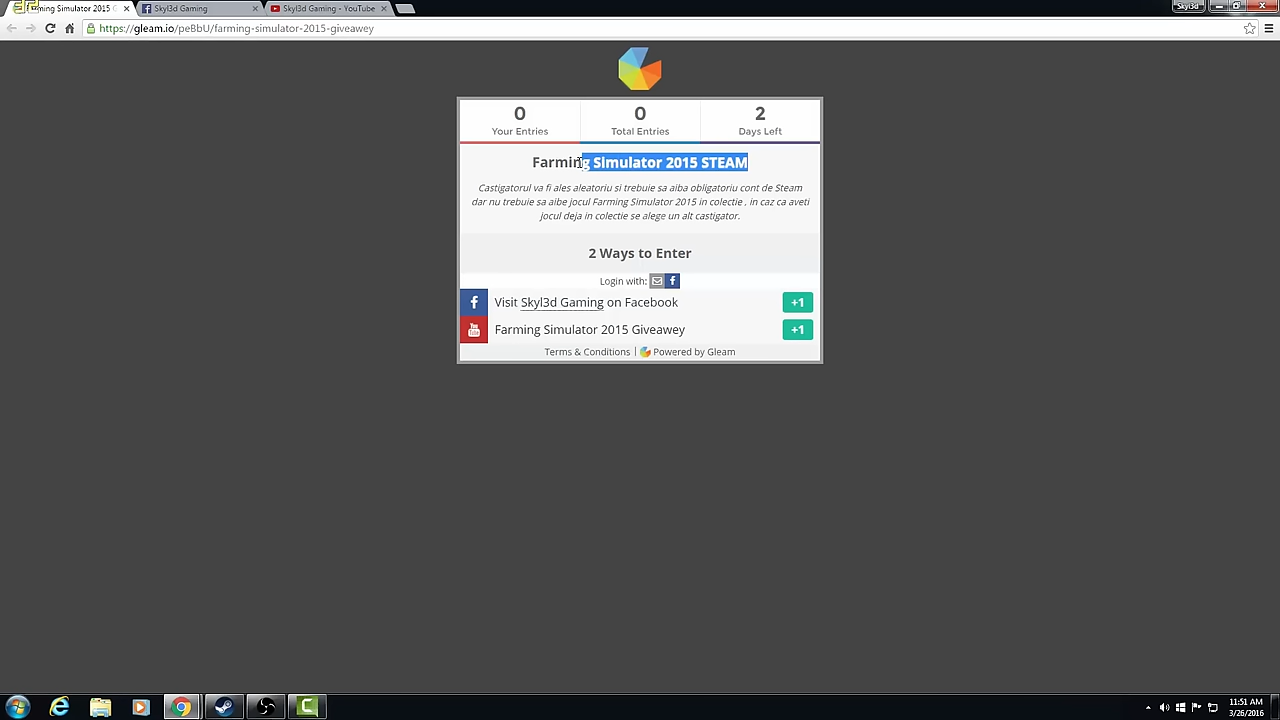 Farming Simulator 2015 G
Skyl3d Gaming
Skyl3d Gaming - YouTube
Skyl3d
https://gleam.io/peBbU/farming-simulator-2015-giveawey
0
Your Entries
0
Total Entries
2
Days Left
Farming Simulator 2015 STEAM
Castigatorul va fi ales aleatoriu si trebuie sa aiba obligatoriu cont de Steam
dar nu trebuie sa aibe jocul Farming Simulator 2015 in colectie , in caz ca aveti
jocul deja in colectie se alege un alt castigator.
2 Ways to Enter
Login with:
Visit Skyl3d Gaming on Facebook
+1
Farming Simulator 2015 Giveawey
+1
Terms & Conditions | Powered by Gleam
11:51 AM
3/26/2016